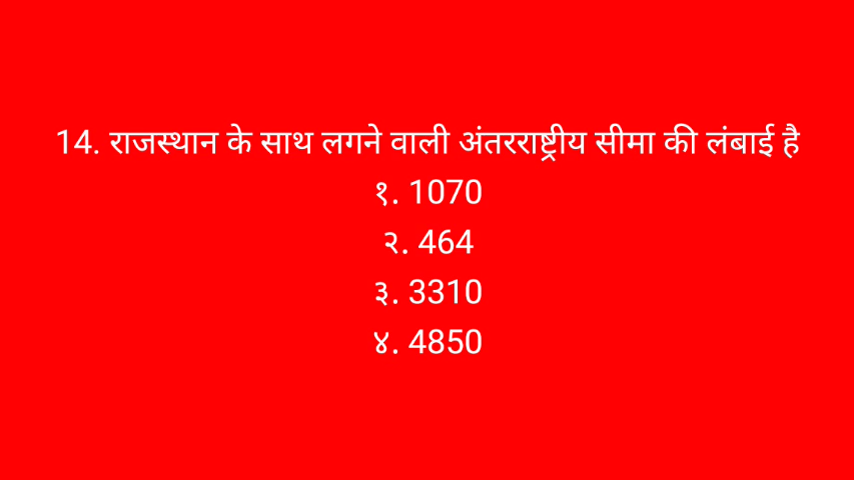 14. राजस्थान के साथ लगने वाली अंतरराष्ट्रीय सीमा की लंबाई है
१. 1070
२. 464
३. 3310
४. 4850